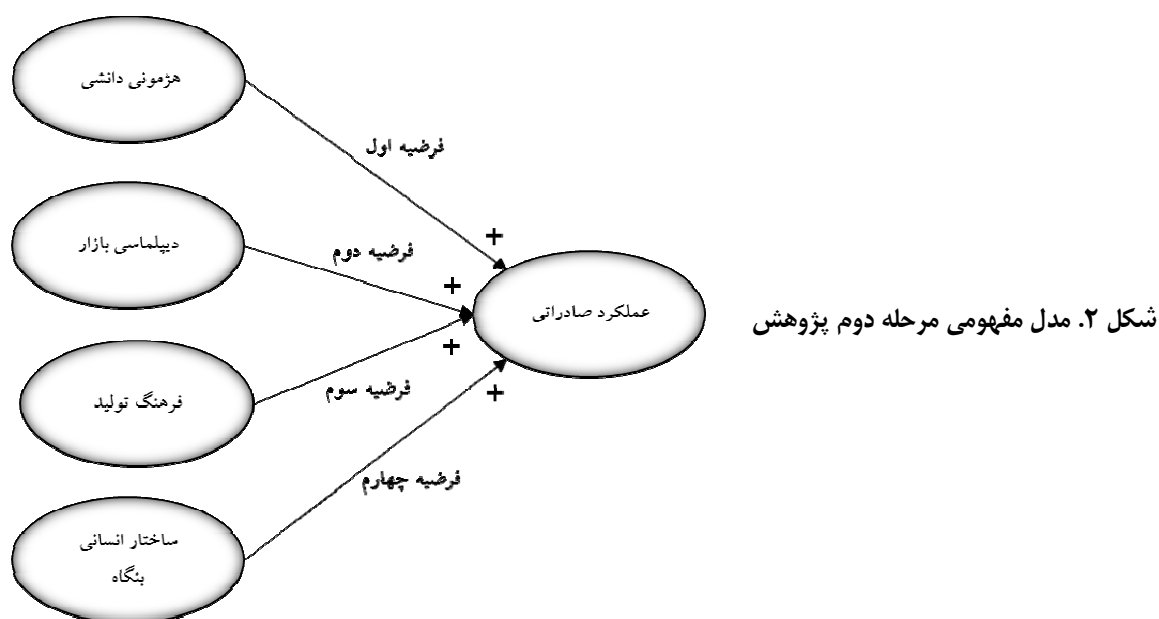 هژمونی دانشی
فرضیه اول
+
دیپلماسی بازار
فرضیه دوم
+
عملکرد صادراتی
شکل ۲. مدل مفهومی مرحله دوم پژوهش
+
فرضیه سوم
فرهنگ تولید
+
فرضیه چهارم
ساختار انسانی
بنگاه